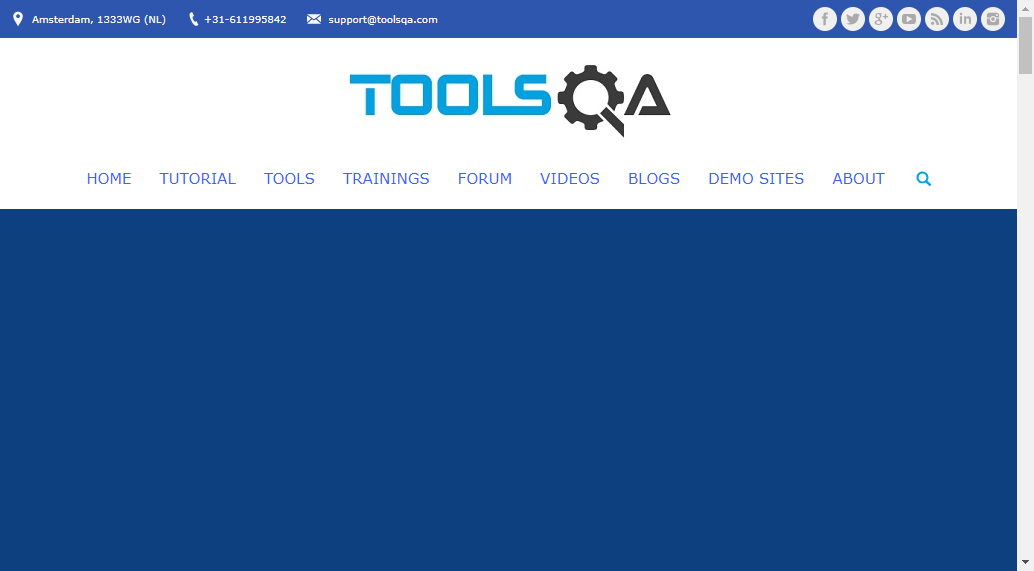 Amsterdam, 1333WG (NL) +31-611995842 support@toolsqa.com
TOOLSQA
HOME TUTORIAL TOOLS TRAININGS FORUM VIDEOS BLOGS DEMO SITES ABOUT